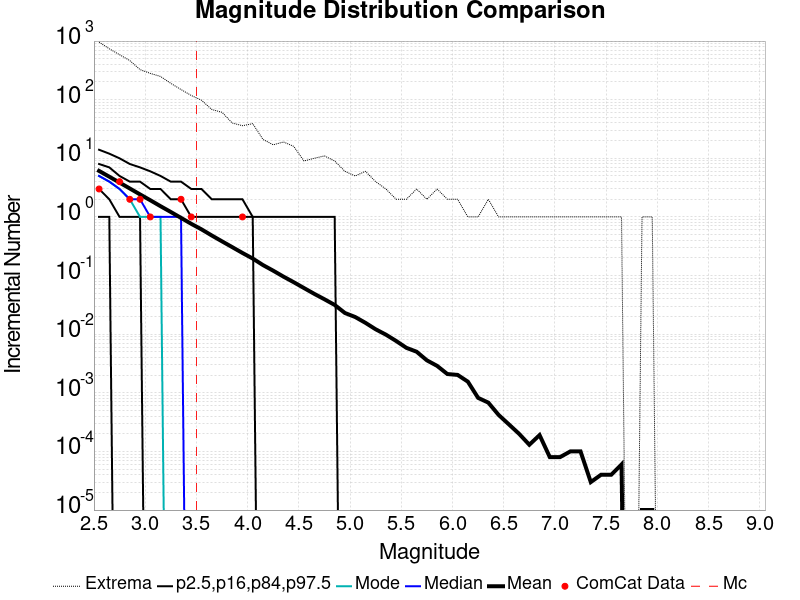 Magnitude Distribution Comparison
10^3
10^2
10^1
10^0
10^-1
10^-2
10^-3
10^-4
10^-5
Incremental Number
2.5 3.0 3.5 4.0 4.5 5.0 5.5 6.0 6.5 7.0 7.5 8.0 8.5 9.0
Magnitude
Extrema p2.5,p16,p84,p97.5 Mode Median Mean ComCat Data Mc